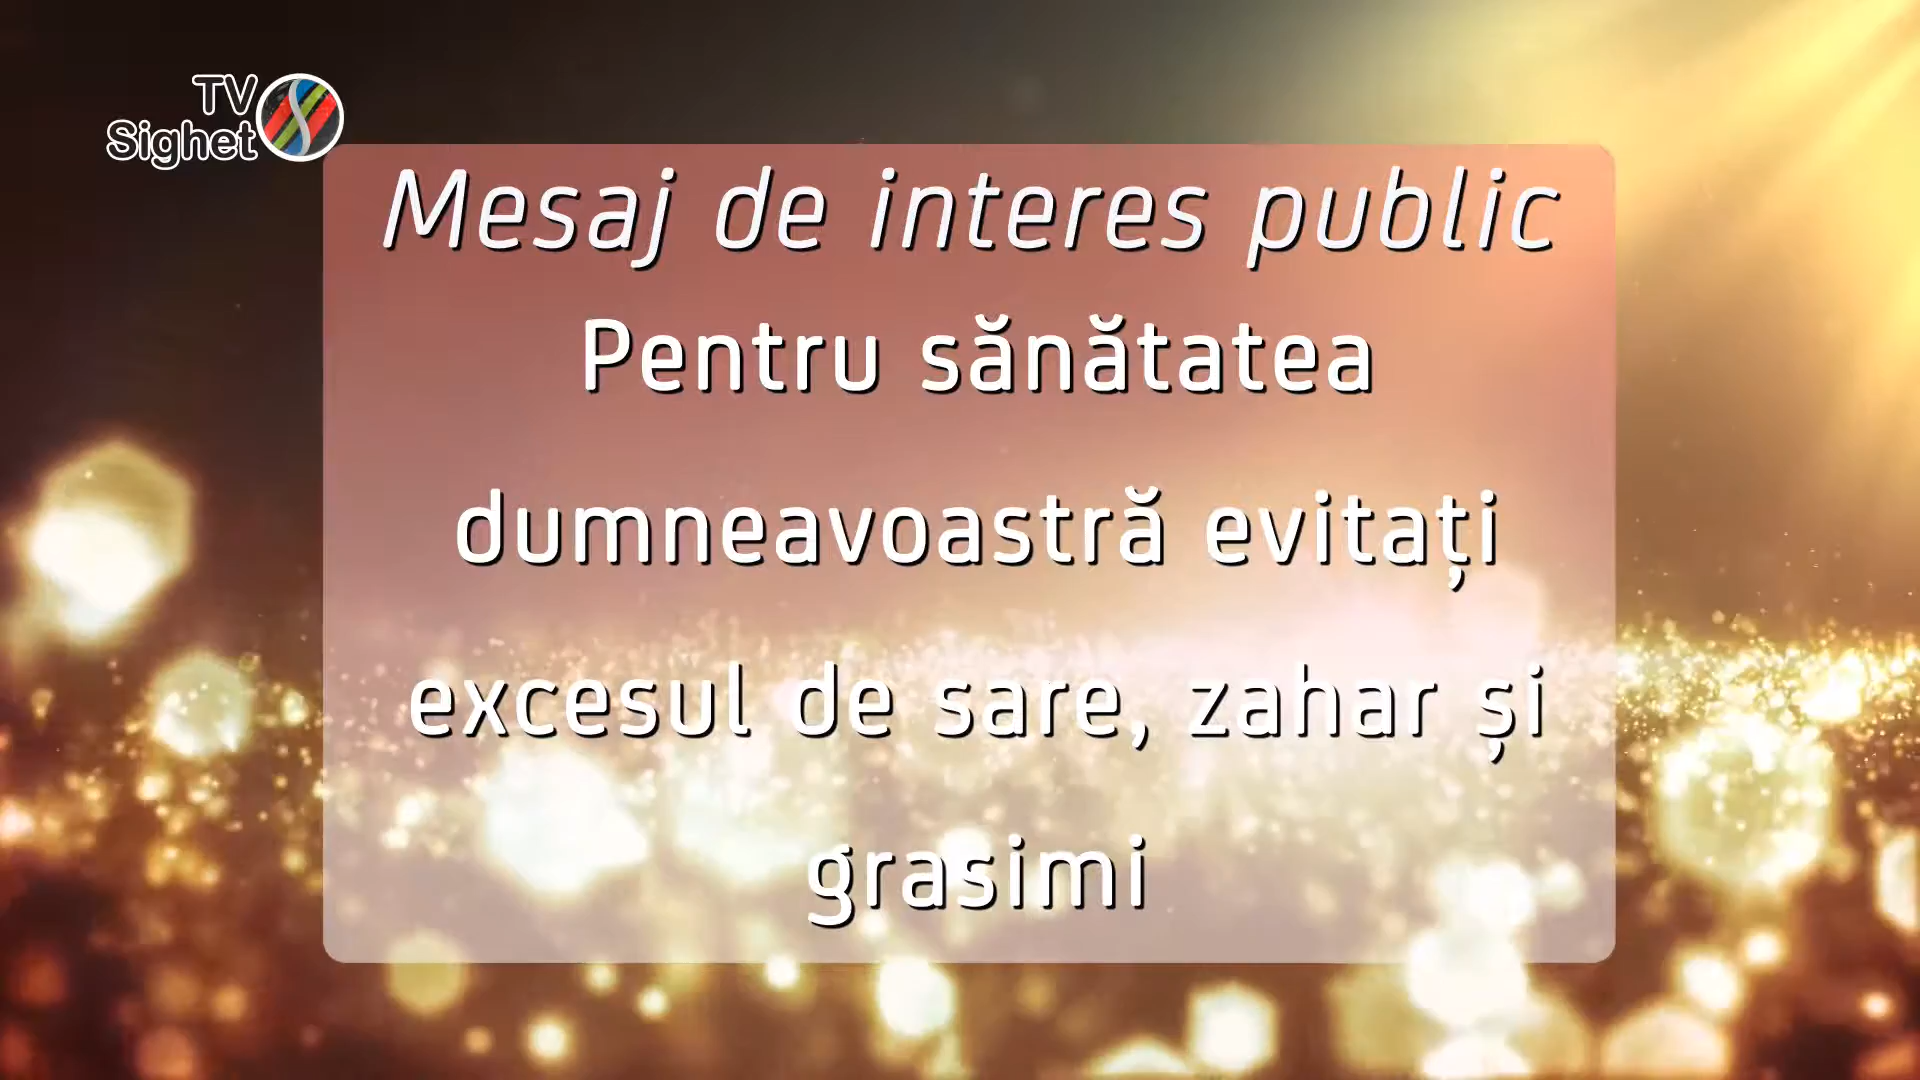 TV
Sighet
Mesaj de interes public
Pentru sănătatea
dumneavoastră evitați
excesul de sare, zahar și
grasimi